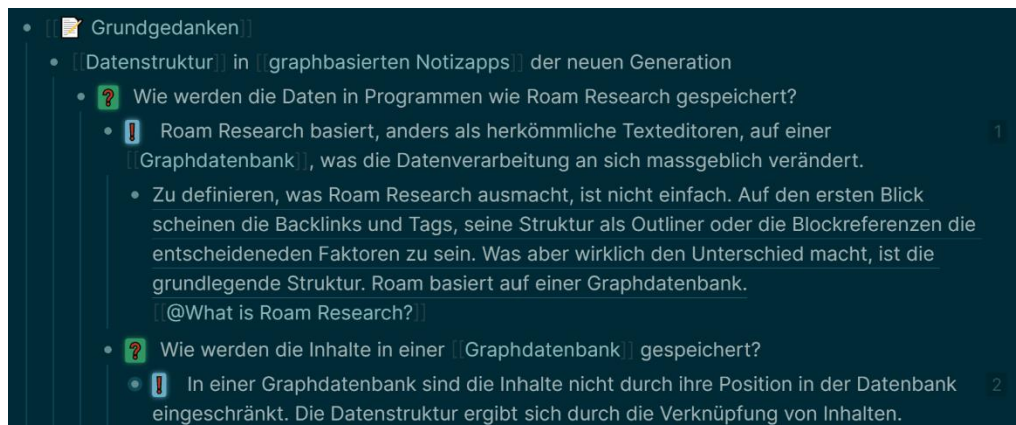 [[📝 Grundgedanken]]
[[Datenstruktur]] in [[graphbasierten Notizapps]] der neuen Generation
❓ Wie werden die Daten in Programmen wie Roam Research gespeichert?
❗ Roam Research basiert, anders als herkömmliche Texteditoren, auf einer 1
[[Graphdatenbank]], was die Datenverarbeitung an sich massgeblich verändert.
Zu definieren, was Roam Research ausmacht, ist nicht einfach. Auf den ersten Blick
scheinen die Backlinks und Tags, seine Struktur als Outliner oder die Blockreferenzen die
entscheideneden Faktoren zu sein. Was aber wirklich den Unterschied macht, ist die
grundlegende Struktur. Roam basiert auf einer Graphdatenbank.
[[@What is Roam Research?]]
❓ Wie werden die Inhalte in einer [[Graphdatenbank]] gespeichert?
❗ In einer Graphdatenbank sind die Inhalte nicht durch ihre Position in der Datenbank 2
eingeschränkt. Die Datenstruktur ergibt sich durch die Verknüpfung von Inhalten.